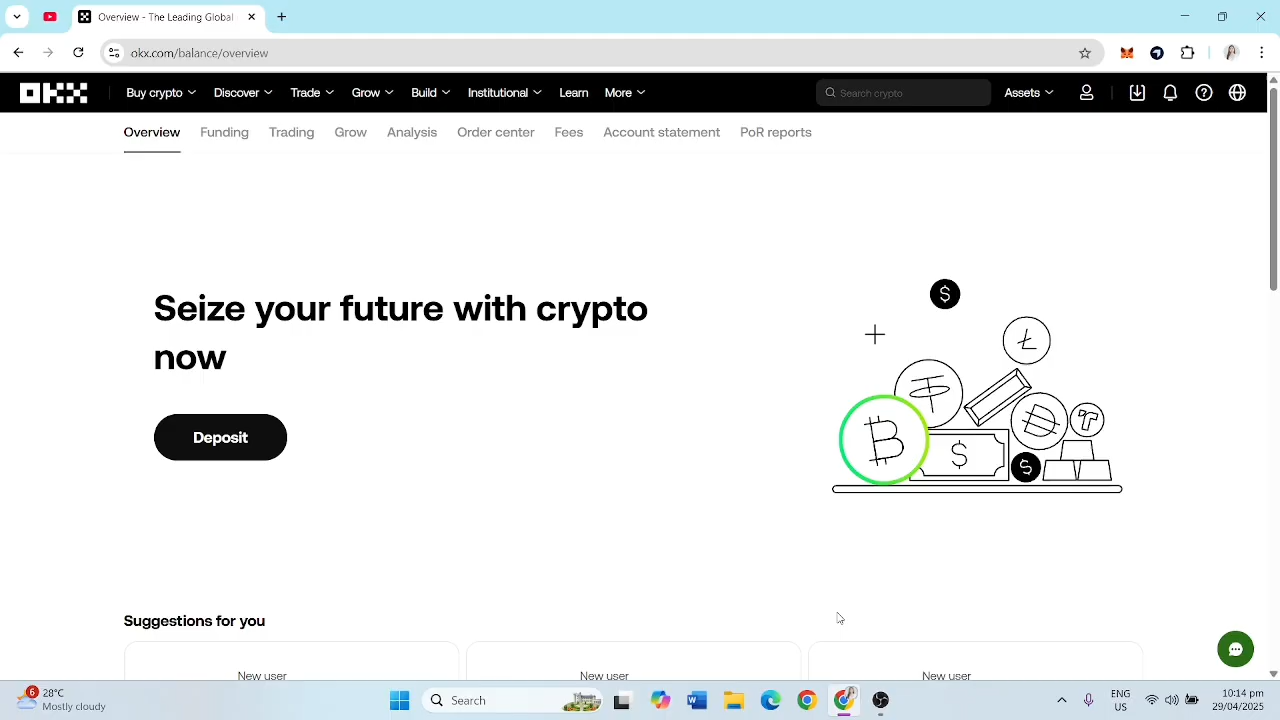 Overview - The Leading Global
okx.com/balance/overview
OKX
Buy crypto
Discover
Trade
Grow
Build
Institutional
Learn
More
Search crypto
Assets
Overview
Funding
Trading
Grow
Analysis
Order center
Fees
Account statement
PoR reports
Seize your future with crypto
now
Deposit
Suggestions for you
New user
New user
New user
6
28°C
Mostly cloudy
Search
ENG
US
10:34 pm
29/04/2025